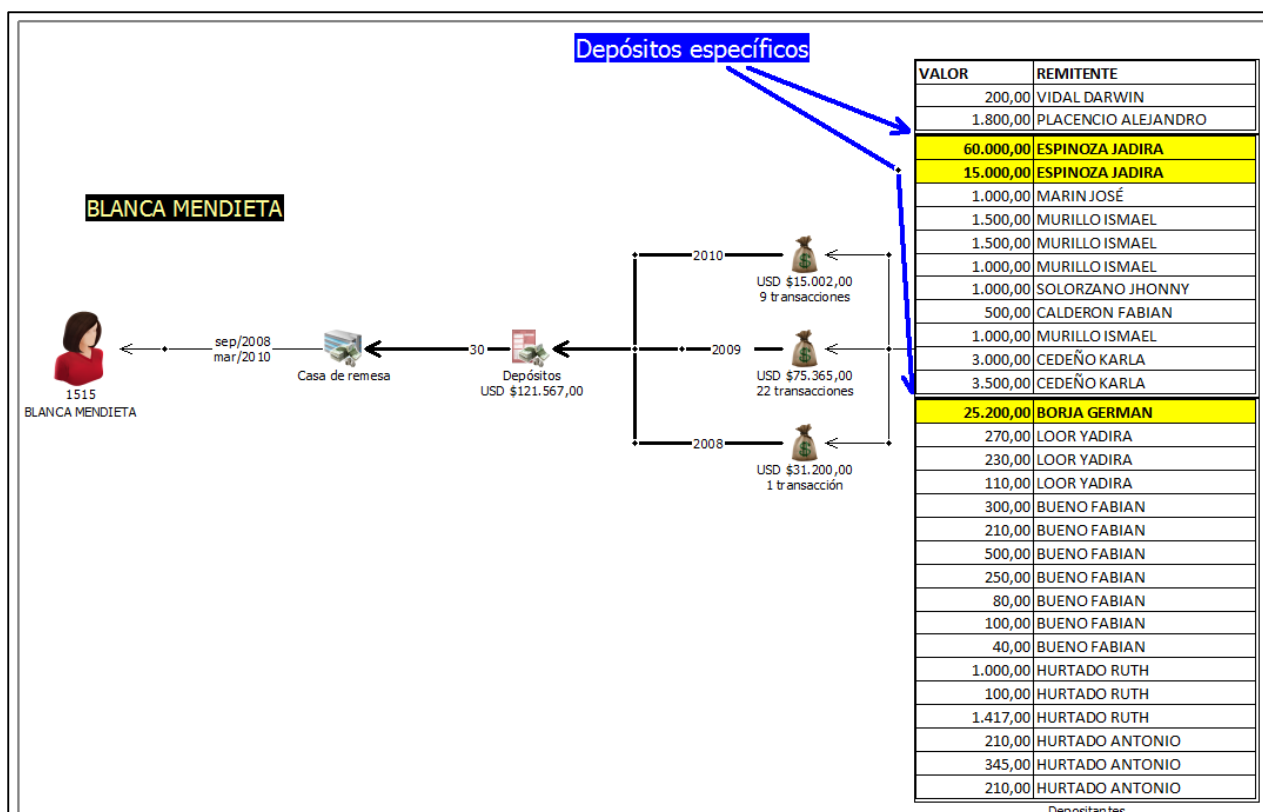 Depósitos específicos
BLANCA MENDIETA
1515
BLANCA MENDIETA
sep/2008
mar/2010
Casa de remesa
30
Depósitos
USD $121.567,00
2010
USD $15.002,00
9 transacciones
2009
USD $75.365,00
22 transacciones
2008
USD $31.200,00
1 transacción
VALOR REMITENTE
200,00 VIDAL DARWIN
1.800,00 PLACENCIO ALEJANDRO
60.000,00 ESPINOZA JADIRA
15.000,00 ESPINOZA JADIRA
1.000,00 MARIN JOSÉ
1.500,00 MURILLO ISMAEL
1.500,00 MURILLO ISMAEL
1.000,00 MURILLO ISMAEL
1.000,00 SOLORZANO JHONNY
500,00 CALDERON FABIAN
1.000,00 MURILLO ISMAEL
3.000,00 CEDEÑO KARLA
3.500,00 CEDEÑO KARLA
25.200,00 BORJA GERMAN
270,00 LOOR YADIRA
230,00 LOOR YADIRA
110,00 LOOR YADIRA
300,00 BUENO FABIAN
210,00 BUENO FABIAN
500,00 BUENO FABIAN
250,00 BUENO FABIAN
80,00 BUENO FABIAN
100,00 BUENO FABIAN
40,00 BUENO FABIAN
1.000,00 HURTADO RUTH
100,00 HURTADO RUTH
1.417,00 HURTADO RUTH
210,00 HURTADO ANTONIO
345,00 HURTADO ANTONIO
210,00 HURTADO ANTONIO
Depositantes